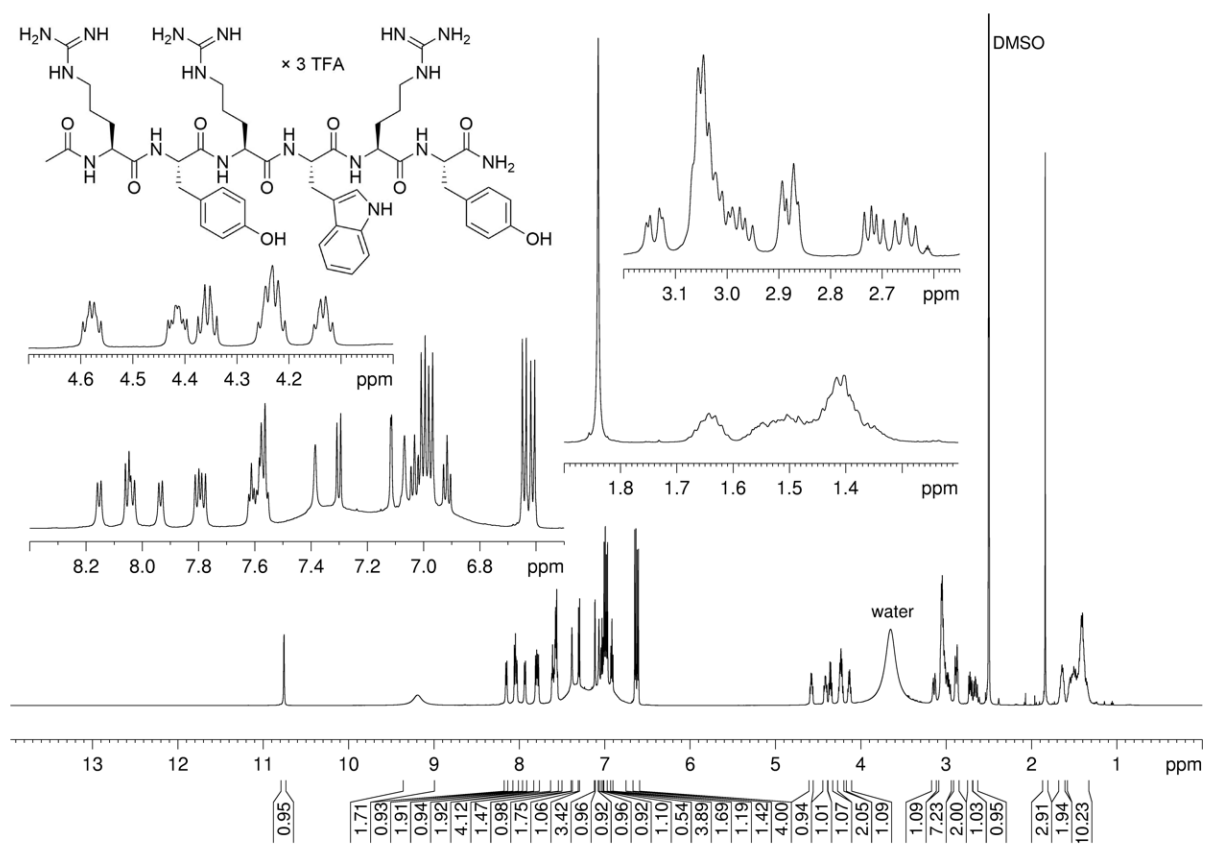 H₂N NH H₂N NH HN NH₂
HN HN NH
× 3 TFA
O H O H O H O
N N N N N N NH₂
H O H O H O
OH NH OH
DMSO
3.1 3.0 2.9 2.8 2.7 ppm
4.6 4.5 4.4 4.3 4.2 ppm
1.8 1.7 1.6 1.5 1.4 ppm
8.2 8.0 7.8 7.6 7.4 7.2 7.0 6.8 ppm
water
13 12 11 10 9 8 7 6 5 4 3 2 1 ppm
0.95 1.71 0.93 1.91 0.94 1.92 4.12 1.47 0.98 1.75 1.06 3.42 0.96 0.92 0.96 0.92 1.10 0.54 3.89 1.69 1.19 1.42 4.00 0.94 1.01 1.07 2.05 1.09 1.09 7.23 2.00 1.03 0.95 2.91 1.94 10.23